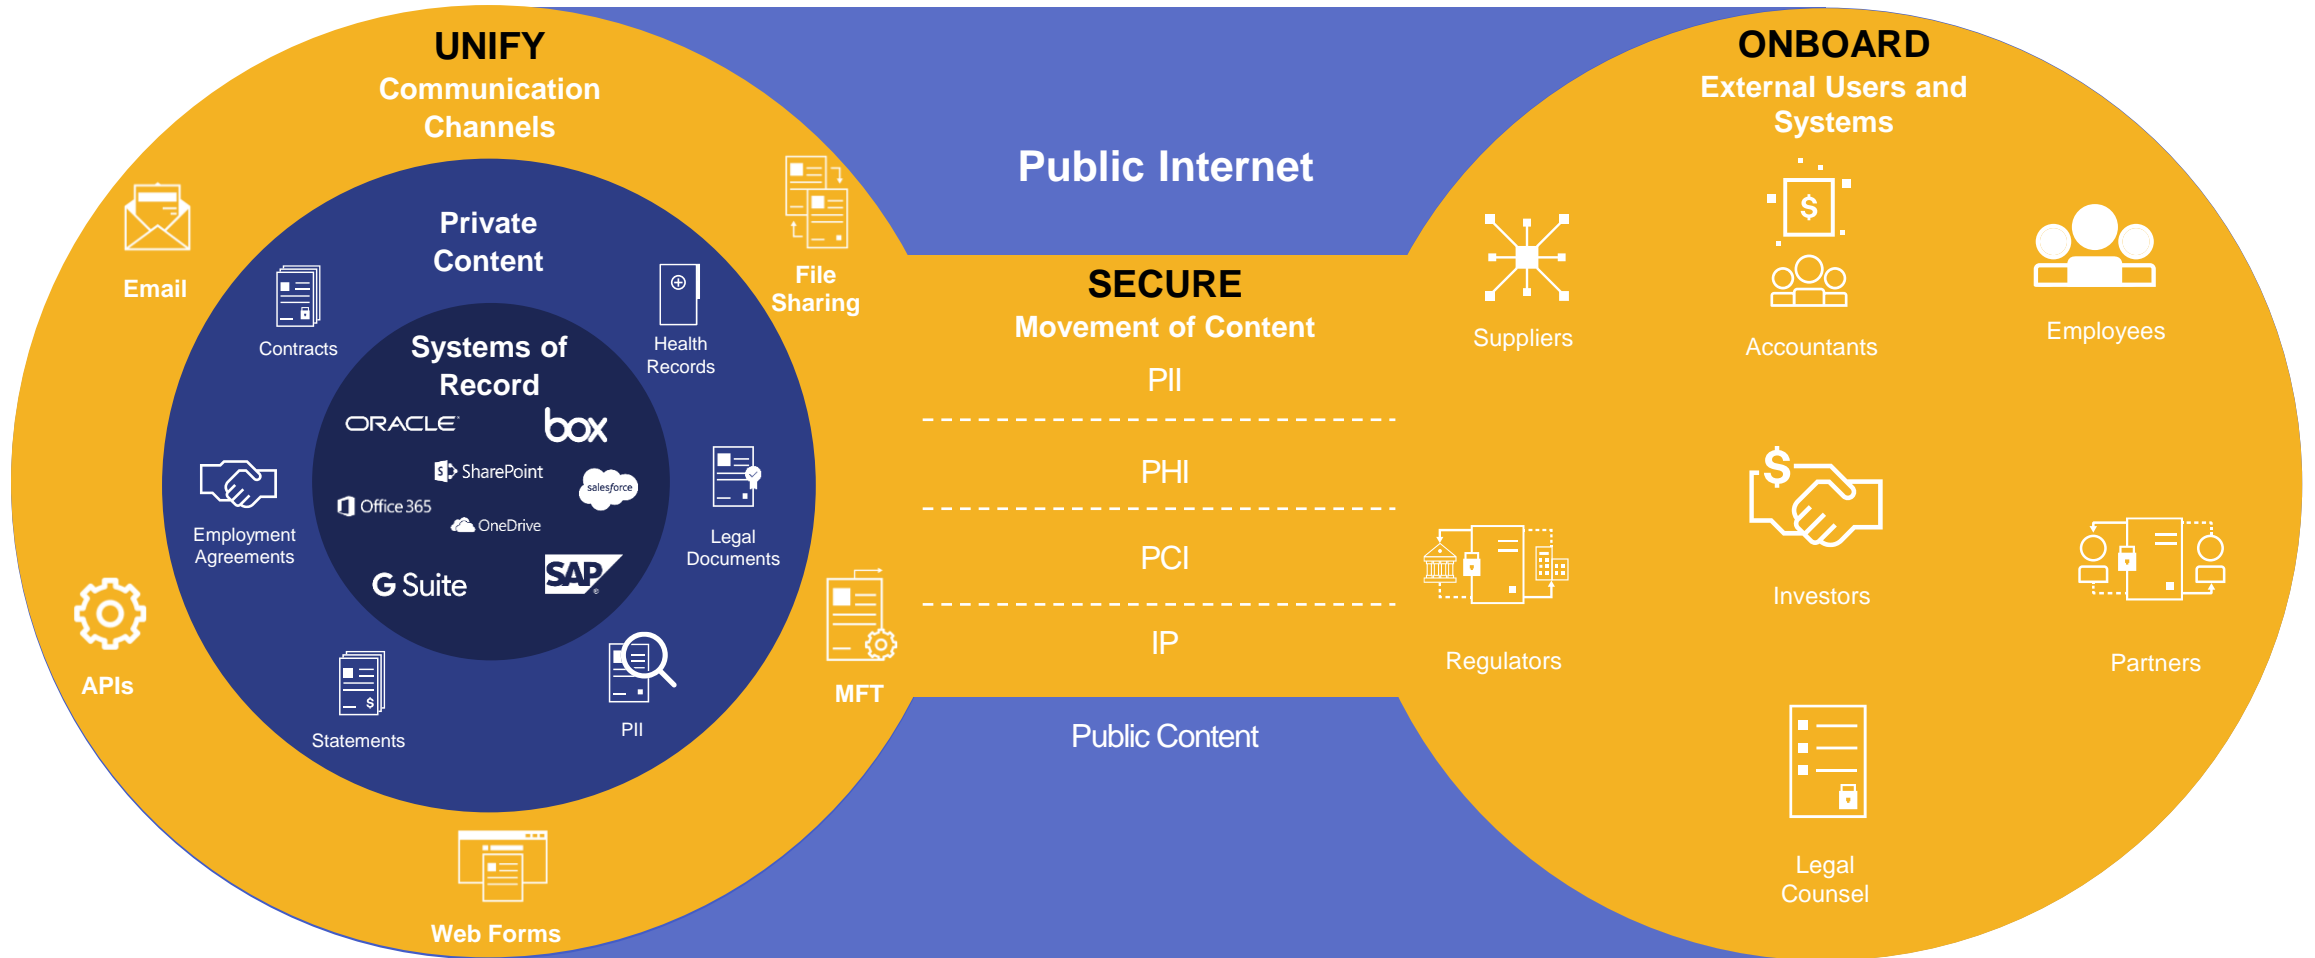 UNIFY
Communication
Channels
Email
File
Sharing
APIs
MFT
Web Forms
Private
Content
Contracts
Health
Records
Employment
Agreements
Legal
Documents
Statements
PII
Systems of
Record
ORACLE
box
S SharePoint
salesforce
Office 365
OneDrive
G Suite
SAP
Public Internet
SECURE
Movement of Content
PII
PHI
PCI
IP
Public Content
ONBOARD
External Users and
Systems
$
Suppliers
Accountants
Employees
$
Regulators
Investors
Partners
Legal
Counsel